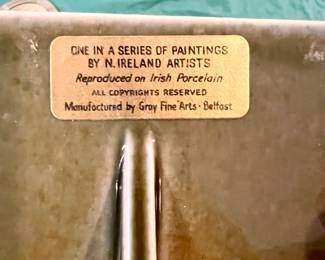 ONE IN A SERIES OF PAINTINGS
BY N. IRELAND ARTISTS
Reproduced on Irish Porcelain
ALL COPYRIGHTS RESERVED
Manufactured by Gray Fine Arts · Belfast